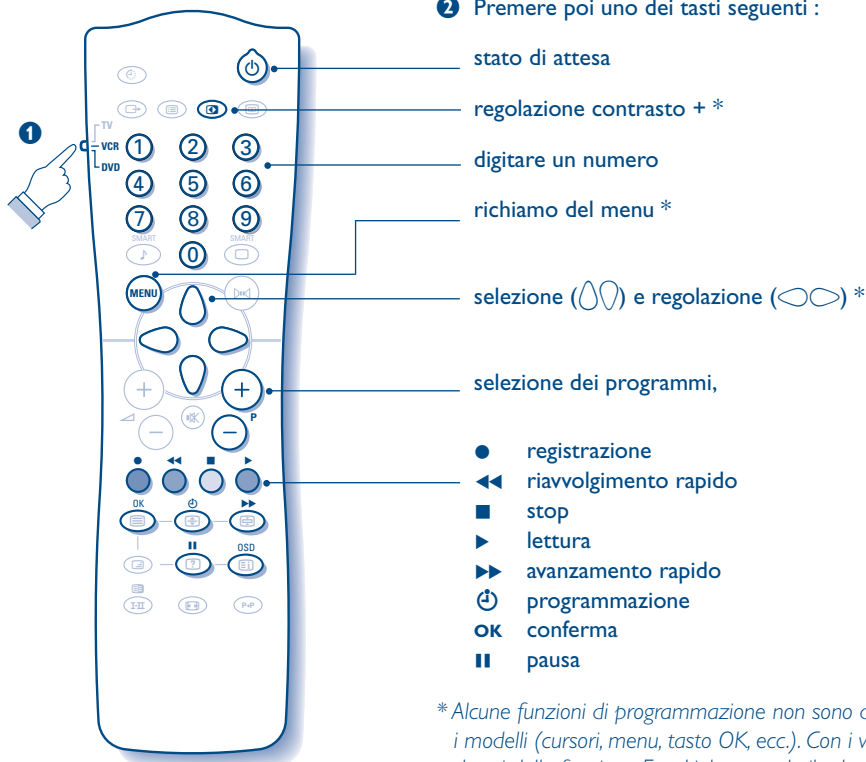 ❷ Premere poi uno dei tasti seguenti :
stato di attesa
regolazione contrasto + *
digitare un numero
richiamo del menu *
selezione () e regolazione () *
selezione dei programmi,
● registrazione
◀◀ riavvolgimento rapido
■ stop
▶ lettura
▶▶ avanzamento rapido
programmazione
OK conferma
❚❚ pausa
* Alcune funzioni di programmazione non sono
i modelli (cursori, menu, tasto OK, ecc.). Con i
❶
TV
VCR
DVD
1 2 3
4 5 6
7 8 9
SMART SMART
0
MENU
+ +
− − P
● ◀◀ ■ ▶
OK ▶▶
❚❚ OSD
? i
I-II P◂P